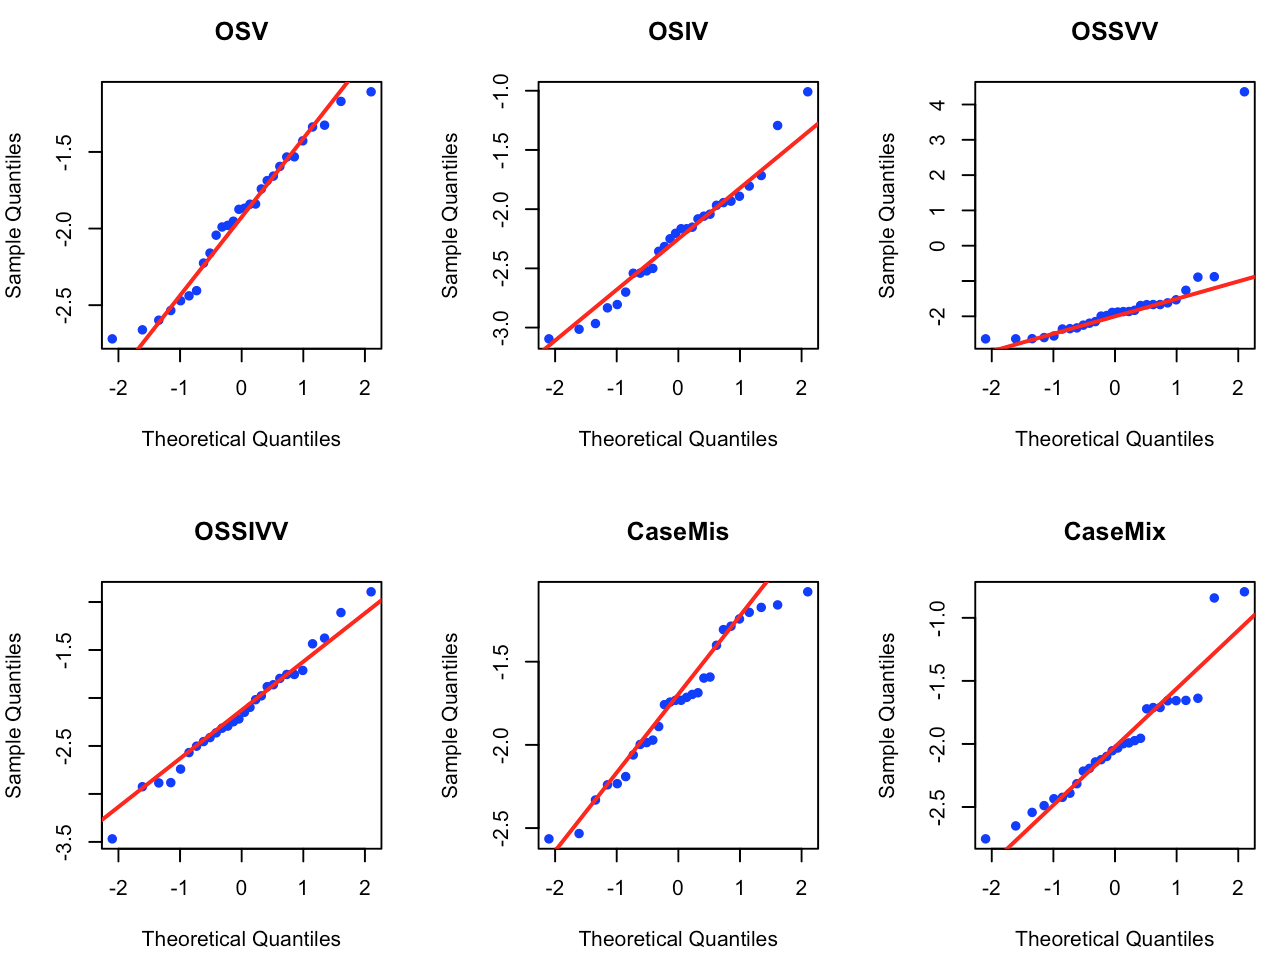 OSV
Sample Quantiles
-1.5
-2.0
-2.5
-2 -1 0 1 2
Theoretical Quantiles
OSIV
Sample Quantiles
-1.0
-1.5
-2.0
-2.5
-3.0
-2 -1 0 1 2
Theoretical Quantiles
OSSVV
Sample Quantiles
4
3
2
1
0
-2
-2 -1 0 1 2
Theoretical Quantiles
OSSIVV
Sample Quantiles
-1.5
-2.5
-3.5
-2 -1 0 1 2
Theoretical Quantiles
CaseMis
Sample Quantiles
-1.5
-2.0
-2.5
-2 -1 0 1 2
Theoretical Quantiles
CaseMix
Sample Quantiles
-1.0
-1.5
-2.0
-2.5
-2 -1 0 1 2
Theoretical Quantiles